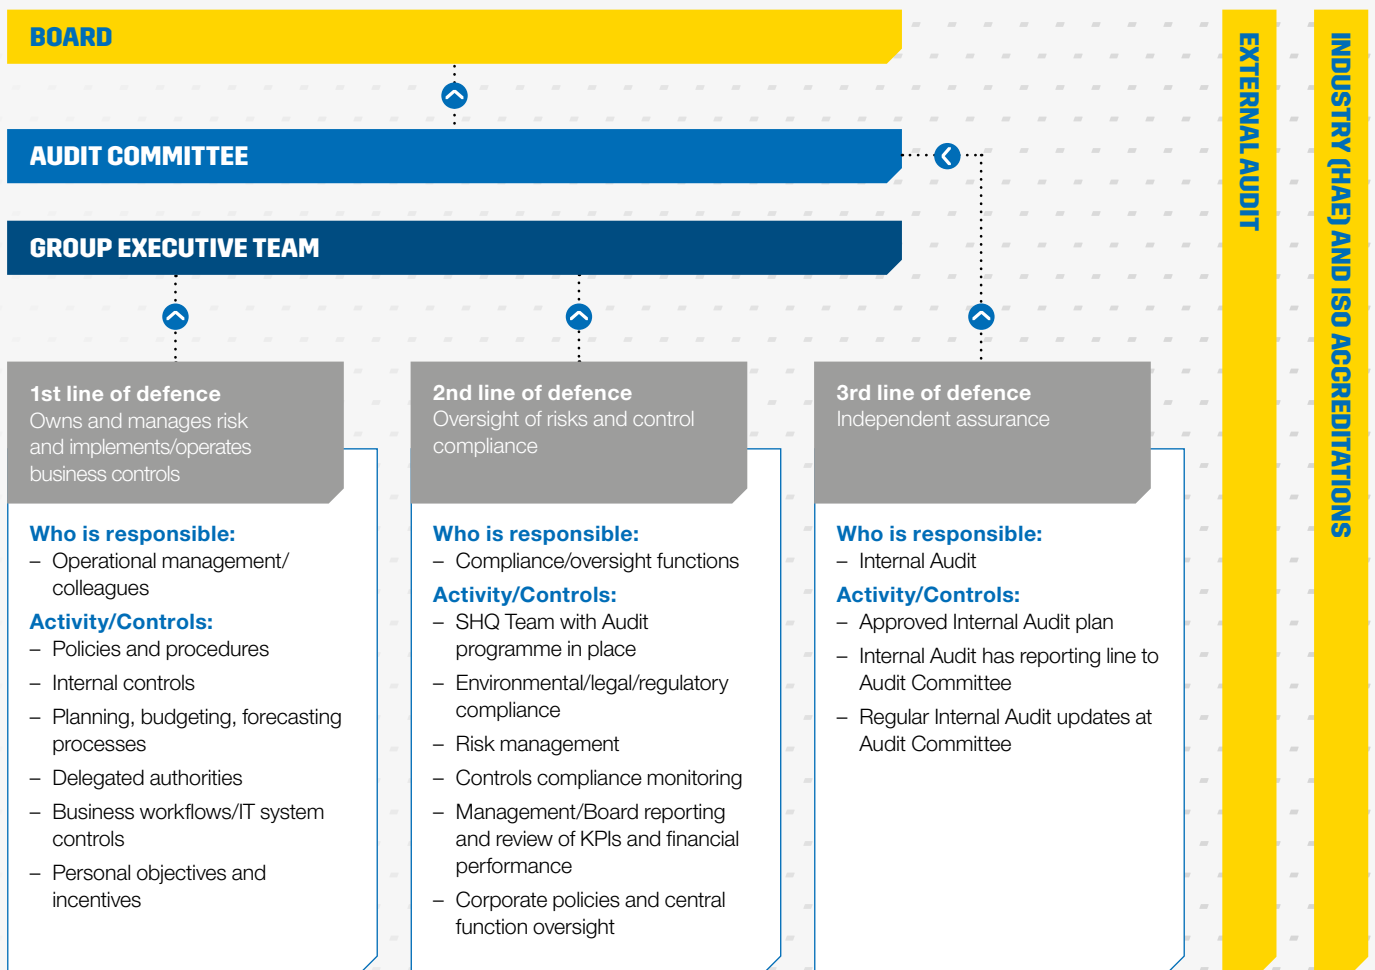 BOARD
AUDIT COMMITTEE
GROUP EXECUTIVE TEAM
1st line of defence
Owns and manages risk
and implements/operates
business controls
Who is responsible:
– Operational management/
colleagues
Activity/Controls:
– Policies and procedures
– Internal controls
– Planning, budgeting, forecasting
processes
– Delegated authorities
– Business workflows/IT system
controls
– Personal objectives and
incentives
2nd line of defence
Oversight of risks and control
compliance
Who is responsible:
– Compliance/oversight functions
Activity/Controls:
– SHQ Team with Audit
programme in place
– Environmental/legal/regulatory
compliance
– Risk management
– Controls compliance monitoring
– Management/Board reporting
and review of KPIs and financial
performance
– Corporate policies and central
function oversight
3rd line of defence
Independent assurance
Who is responsible:
– Internal Audit
Activity/Controls:
– Approved Internal Audit plan
– Internal Audit has reporting line to
Audit Committee
– Regular Internal Audit updates at
Audit Committee
EXTERNAL AUDIT
INDUSTRY (HAE) AND ISO ACCREDITATIONS